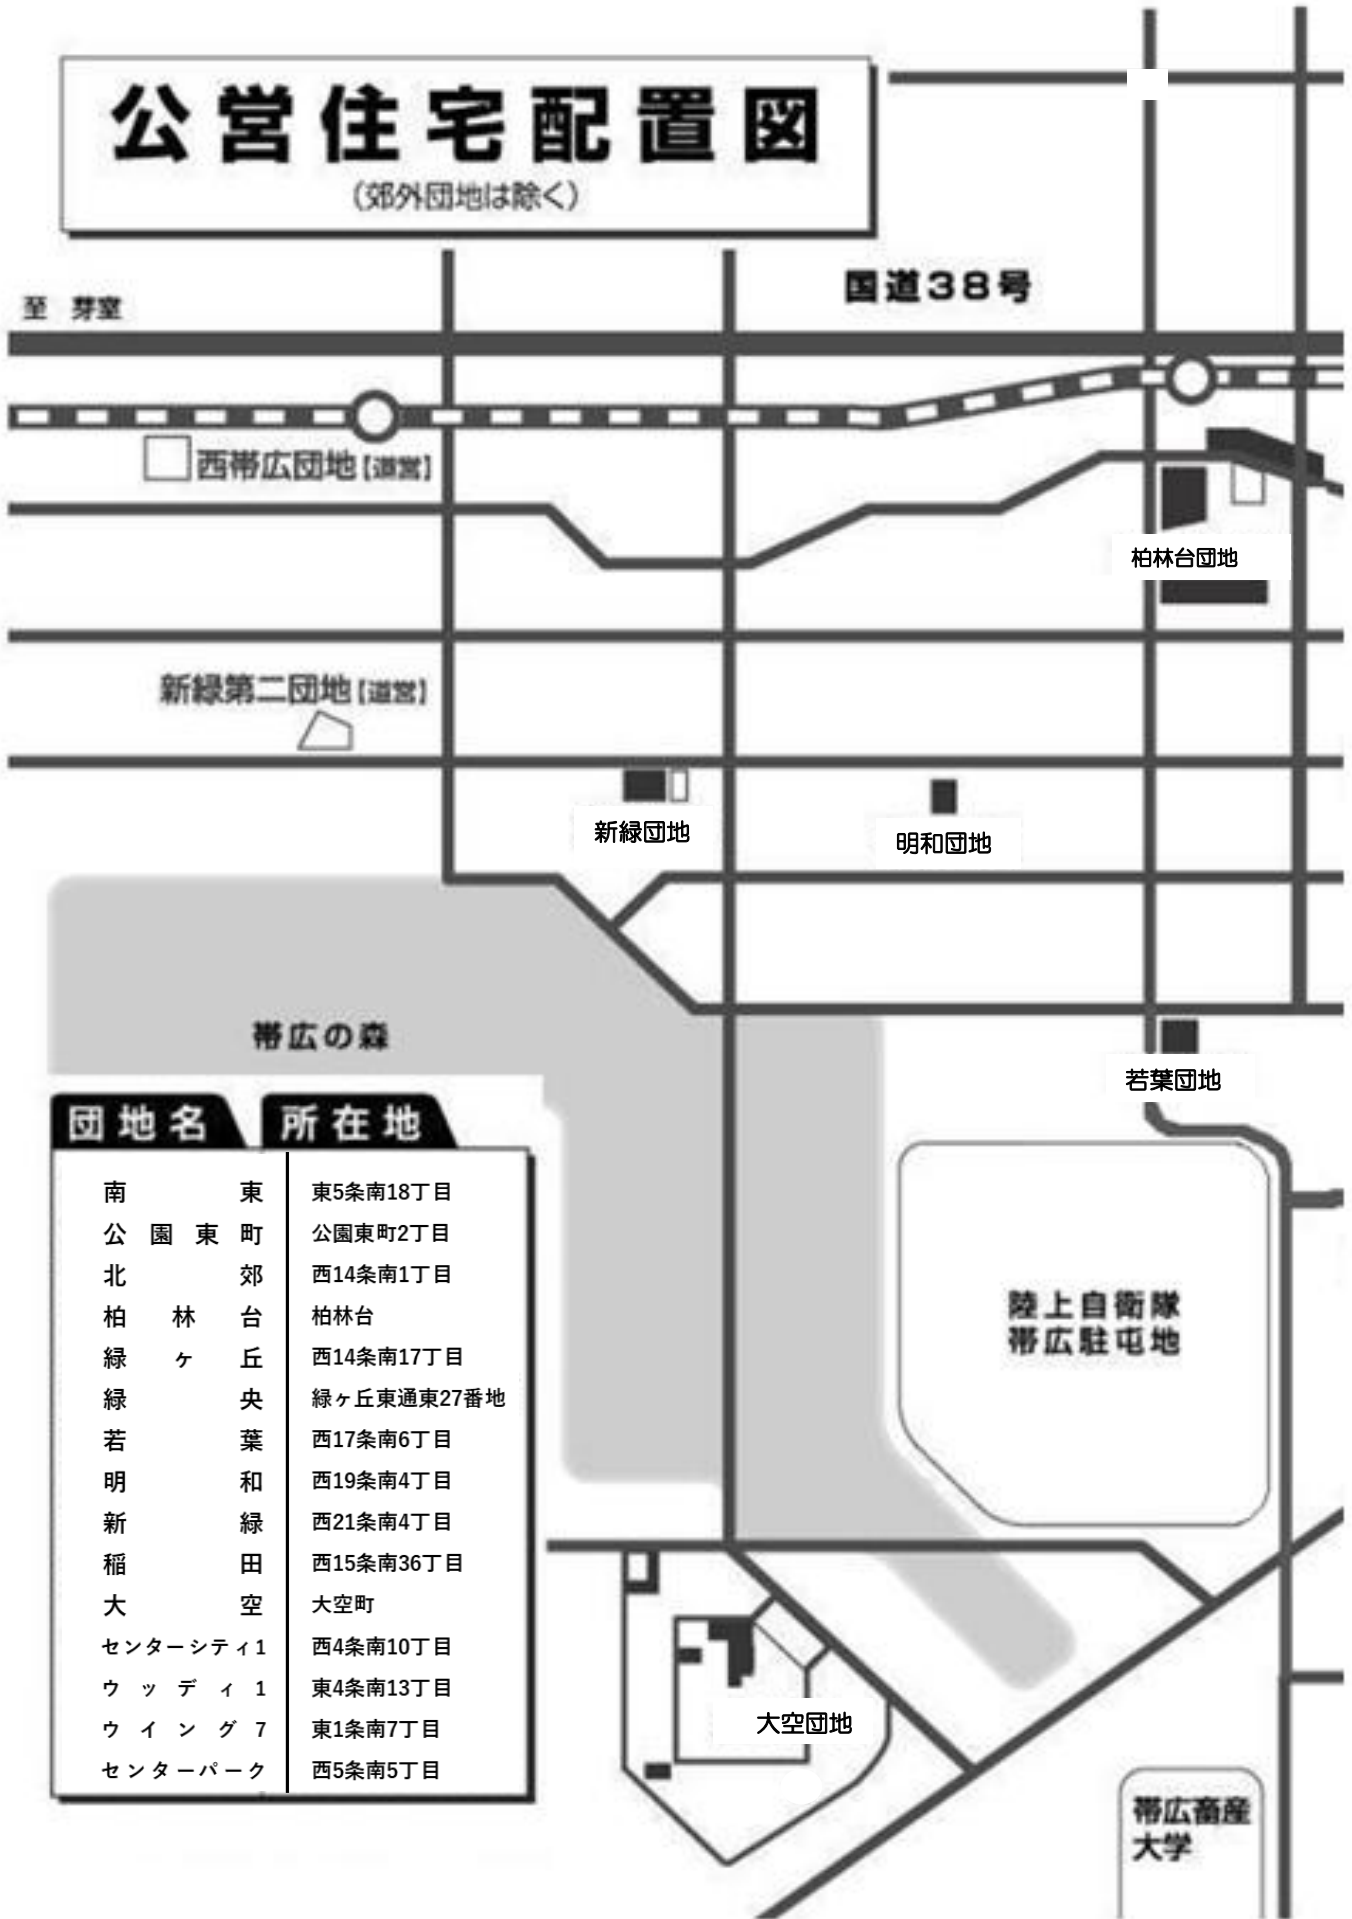 公営住宅配置図
（郊外団地は除く）
国道38号
至 芽室
西帯広団地【道営】
柏林台団地
新緑第二団地【道営】
新緑団地
明和団地
帯広の森
若葉団地
団地名 所在地
南東 東5条南18丁目
公園東町 公園東町2丁目
北郊 西14条南1丁目
柏林台 柏林台
緑ヶ丘 西14条南17丁目
緑央 緑ヶ丘東通東27番地
若葉 西17条南6丁目
明和 西19条南4丁目
新緑 西21条南4丁目
稲田 西15条南36丁目
大空 大空町
センターシティ1 西4条南10丁目
ウッディ1 東4条南13丁目
ウイング7 東1条南7丁目
センターパーク 西5条南5丁目
陸上自衛隊
帯広駐屯地
大空団地
帯広畜産
大学